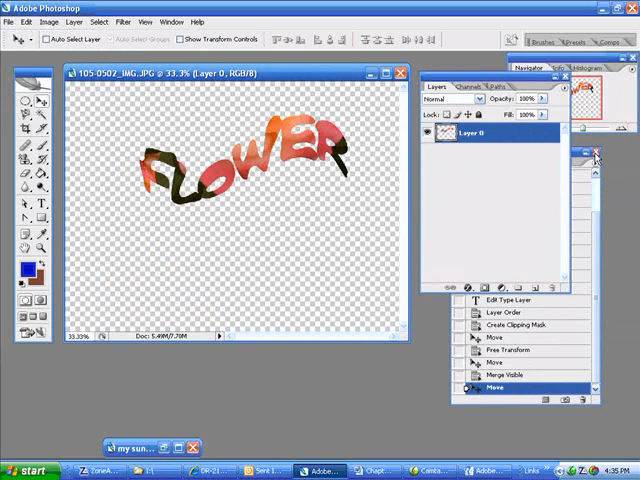 Adobe Photoshop
File Edit Image Layer Select Filter View Window Help
Auto Select Layer Auto Select Groups Show Transform Controls
Brushes Presets Comps
Navigator Info Histogram
105-0502_IMG.JPG @ 33.3% (Layer 0, RGB/8)
FLOWER
Layers Channels Paths
Normal Opacity: 100%
Lock: Fill: 100%
Layer 0
Edit Type Layer
Layer Order
Create Clipping Mask
Move
Free Transform
Move
Merge Visible
Move
33.33% Doc: 5.49M/7.70M
my sun...
start ZoneA... I:\ DR-21... Sent I... Adobe... Chapt... Camta... Adobe... Links 4:35 PM